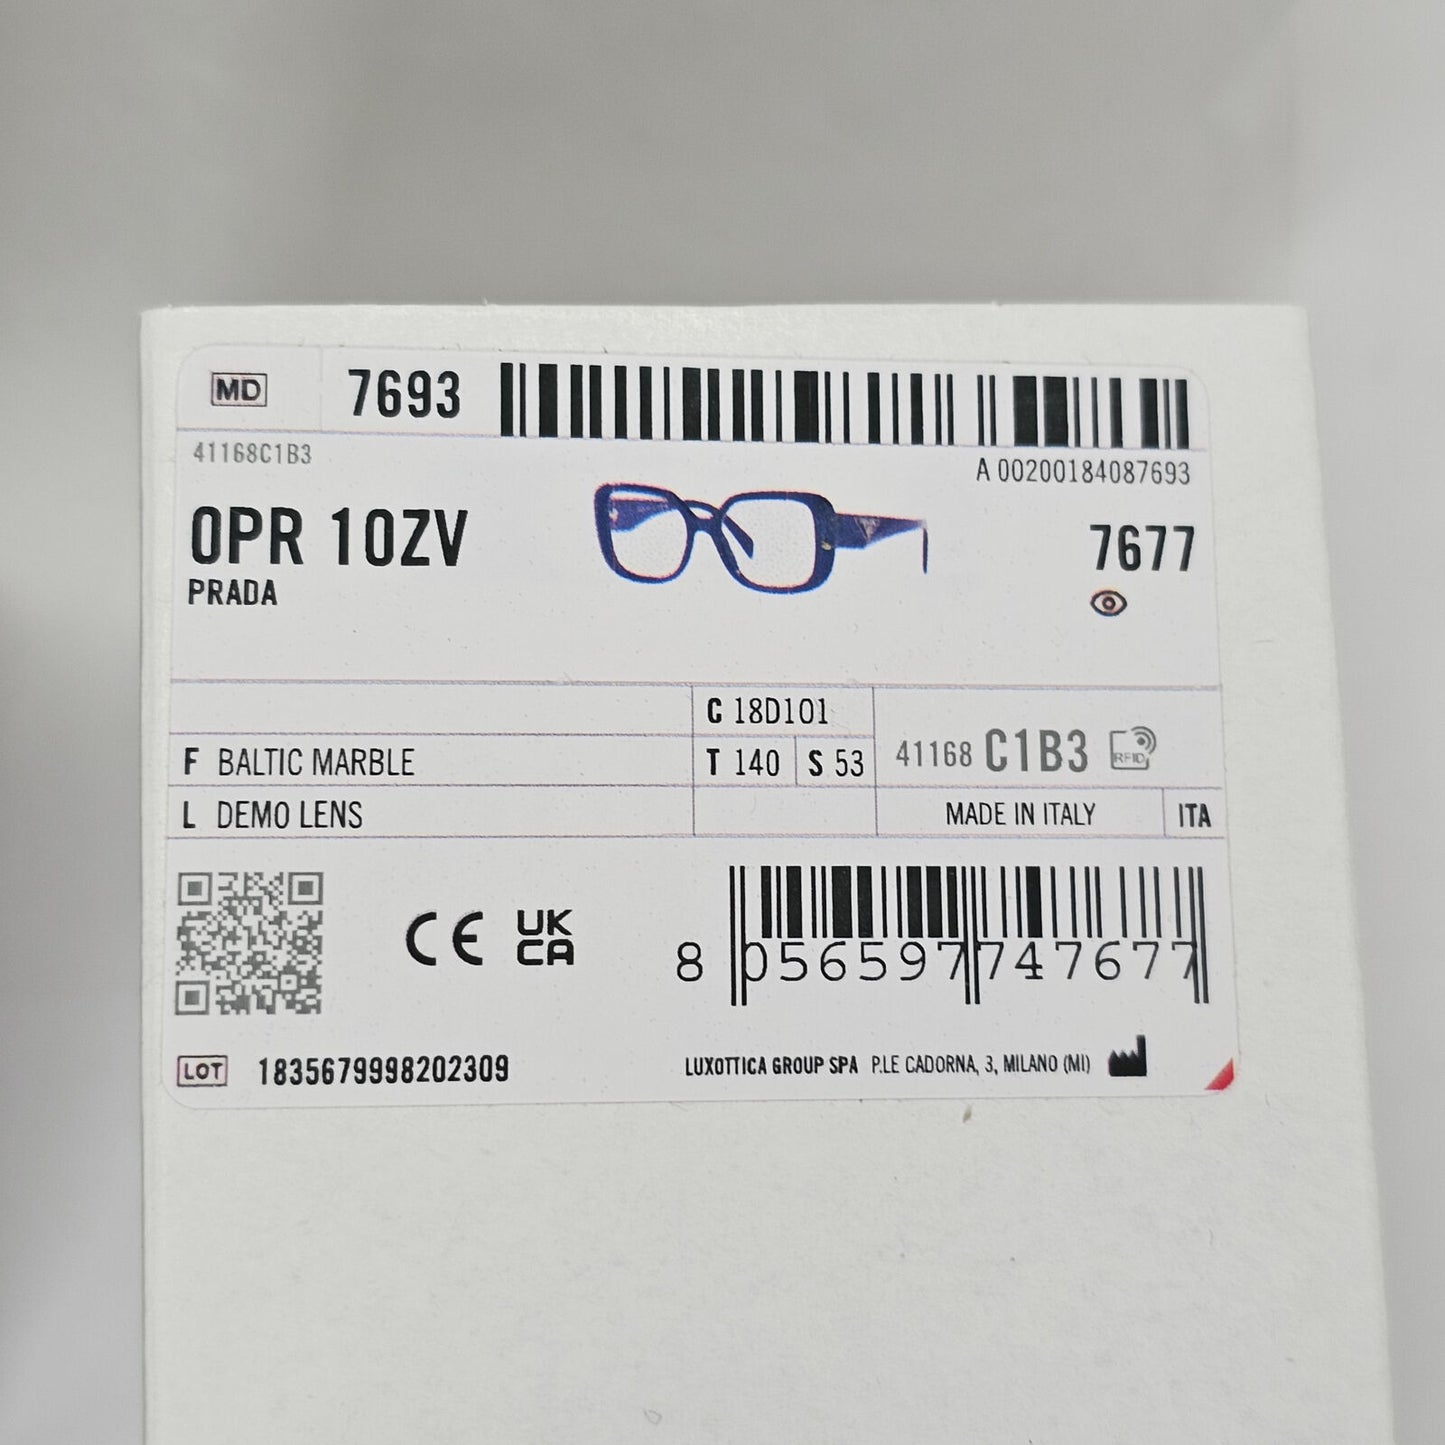 MD 7693
41168C1B3
A 00200184087693
0PR 10ZV
PRADA
7677
C 18D101
F BALTIC MARBLE
T 140 S 53
41168 C1B3 RFID
L DEMO LENS
MADE IN ITALY ITA
CE UK
CA
8 056597 747677
LOT 1835679998202309
LUXOTTICA GROUP SPA P.LE CADORNA, 3, MILANO (MI)